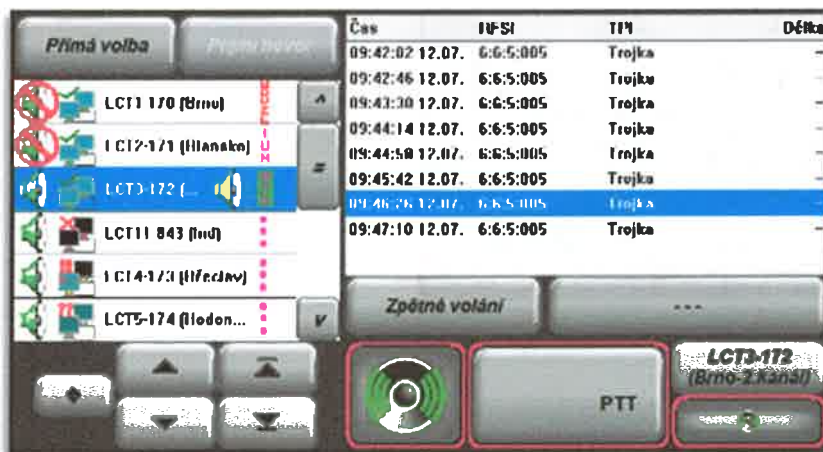 Přímá volba
První hovor
LCT1-170 (Brno)
LCT2-171 (Blansko)
LCT3-172 (...
LCT11-843 (Ind)
LCT4-173 (Břeclav)
LCT5-174 (Hodon...
Čas RFSI TPI Délka
09:42:02 12.07. 6:6:5:005 Trojka
09:42:46 12.07. 6:6:5:005 Trojka
09:43:30 12.07. 6:6:5:005 Trojka
09:44:14 12.07. 6:6:5:005 Trojka
09:44:58 12.07. 6:6:5:005 Trojka
09:45:42 12.07. 6:6:5:005 Trojka
09:46:26 12.07. 6:6:5:005 Trojka
09:47:10 12.07. 6:6:5:005 Trojka
Zpětné volání
---
PTT
LCT3-172
(Brno-2.kanál)